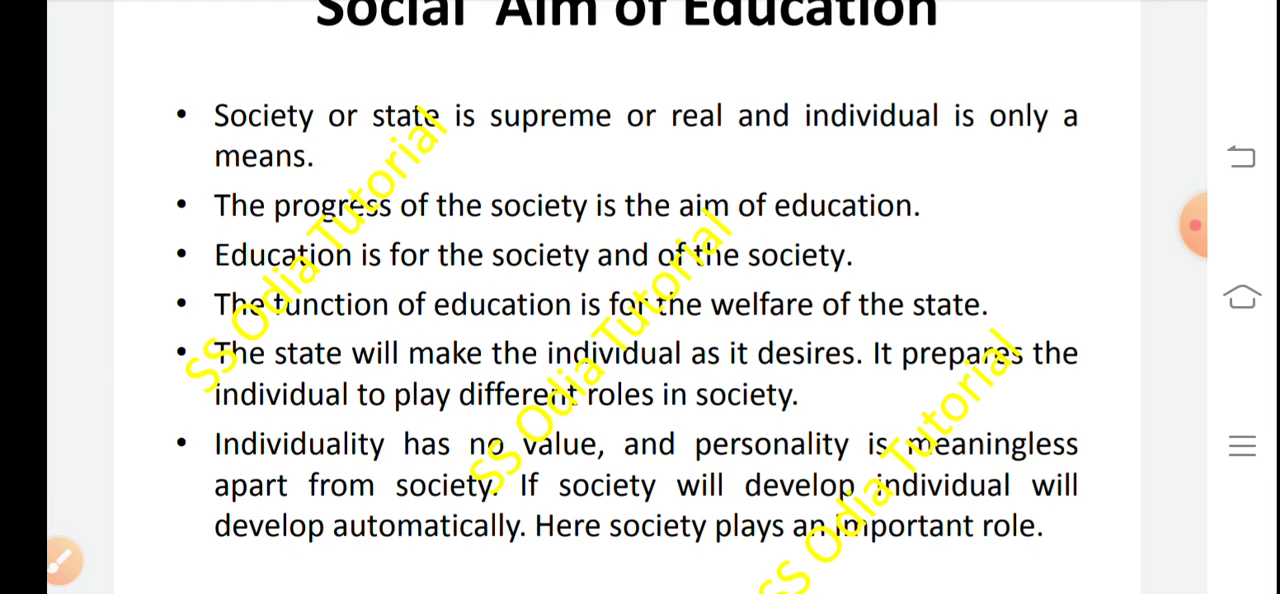 Social Aim of Education
• Society or state is supreme or real and individual is only a
means.
• The progress of the society is the aim of education.
• Education is for the society and of the society.
• The function of education is for the welfare of the state.
• The state will make the individual as it desires. It prepares the
individual to play different roles in society.
• Individuality has no value, and personality is meaningless
apart from society. If society will develop individual will
develop automatically. Here society plays an important role.
SS Odia Tutorial
SS Odia Tutorial
SS Odia Tutorial